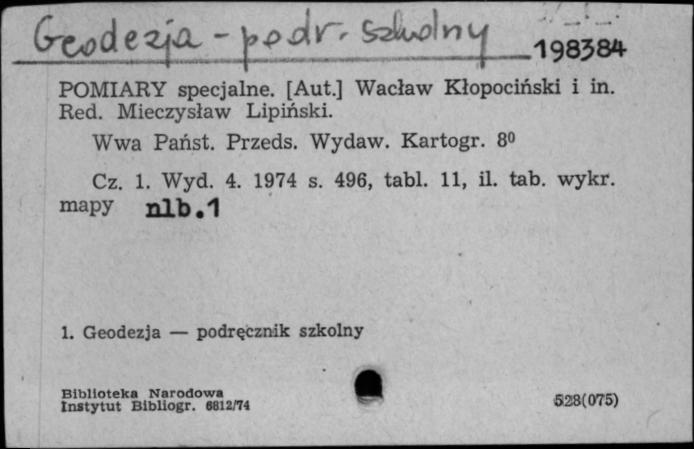 Geodezja - podr. szkolny
198384
POMIARY specjalne. [Aut.] Wacław Kłopociński i in.
Red. Mieczysław Lipiński.
Wwa Państ. Przeds. Wydaw. Kartogr. 8⁰
Cz. 1. Wyd. 4. 1974 s. 496, tabl. 11, il. tab. wykr.
mapy nlb.1
1. Geodezja — podręcznik szkolny
Biblioteka Narodowa
Instytut Bibliogr. 6812/74
528(075)